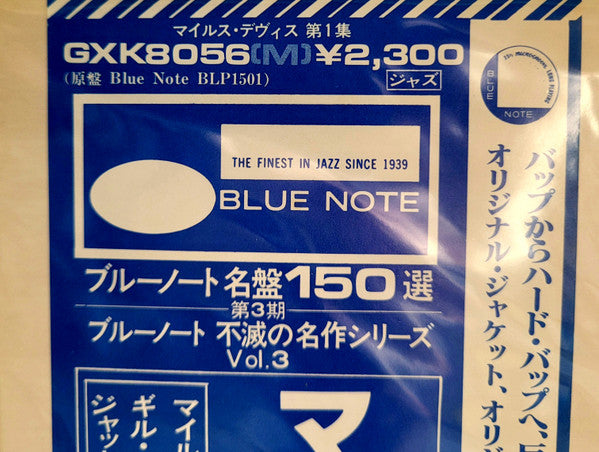 マイルス・デヴィス 第1集
GXK8056(M)¥2,300
(原盤 Blue Note BLP1501)
ジャズ
THE FINEST IN JAZZ SINCE 1939
BLUE NOTE
ブルーノート名盤150選
第3期
ブルーノート 不滅の名作シリーズ
Vol.3
マ
マイル
ギル・
ジャッ
33⅓ MICROGROOVE LONG PLAYING
BLUE
NOTE
バップからハード・バップへ、
オリジナル・ジャケット、オリジ